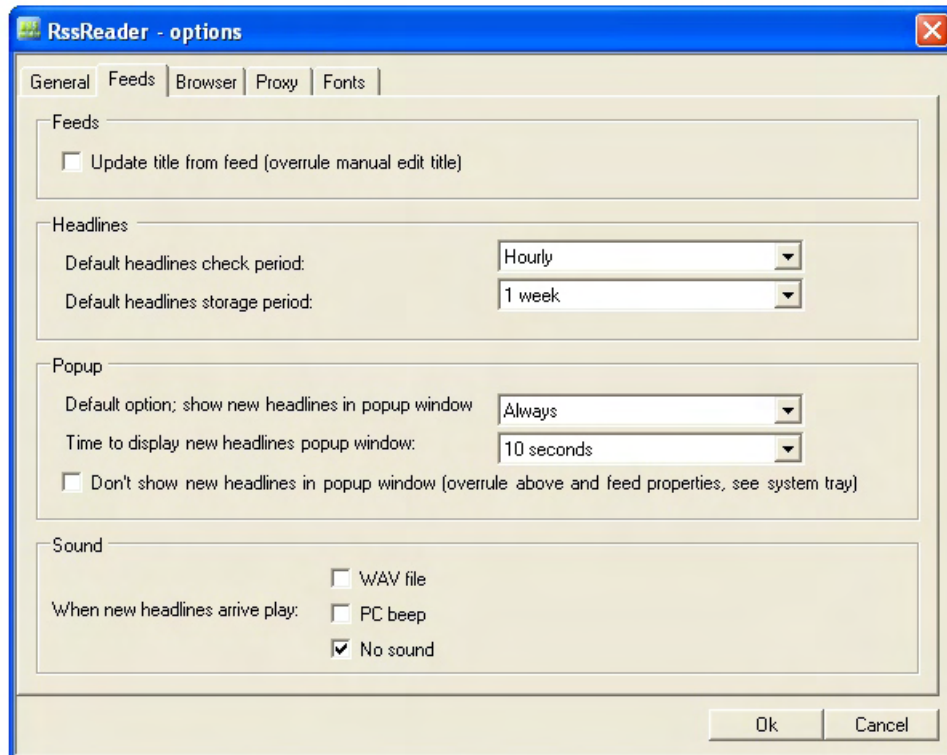 RssReader - options
General Feeds Browser Proxy Fonts
Feeds
Update title from feed (overrule manual edit title)
Headlines
Default headlines check period: Hourly
Default headlines storage period: 1 week
Popup
Default option; show new headlines in popup window Always
Time to display new headlines popup window: 10 seconds
Don't show new headlines in popup window (overrule above and feed properties, see system tray)
Sound
WAV file
When new headlines arrive play: PC beep
No sound
Ok Cancel